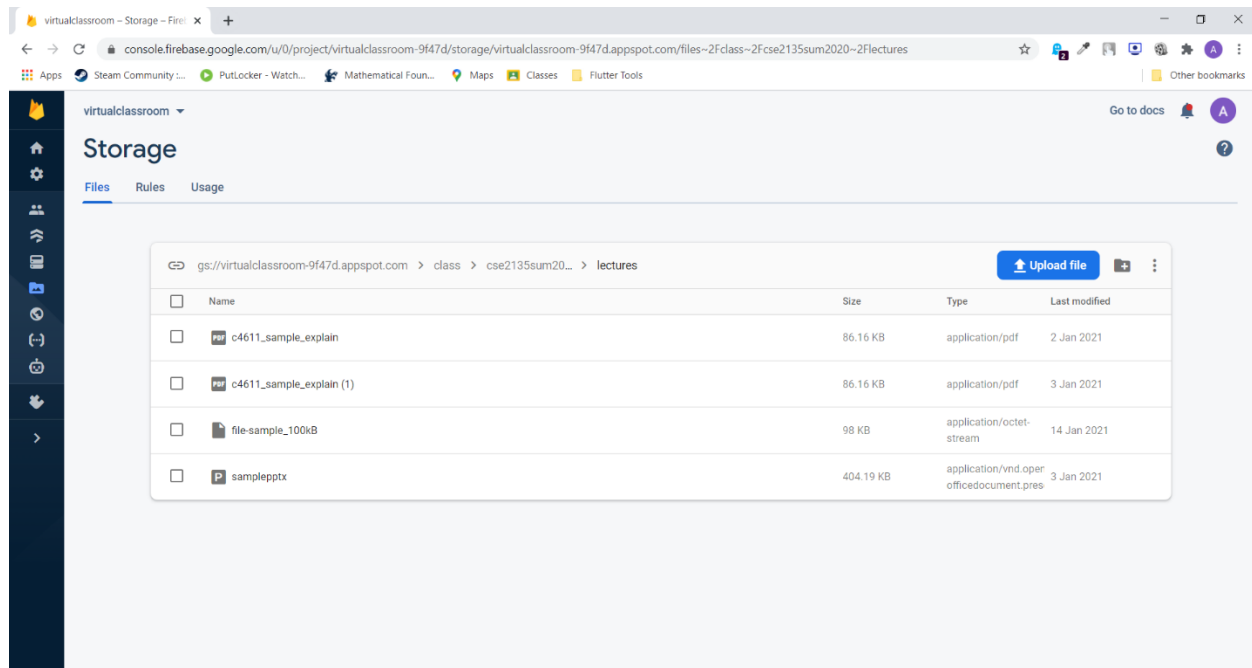 virtualclassroom – Storage – Fire
console.firebase.google.com/u/0/project/virtualclassroom-9f47d/storage/virtualclassroom-9f47d.appspot.com/files~2Fclass~2Fcse2135sum2020~2Flectures
2
A
Apps
Steam Community :...
PutLocker - Watch...
Mathematical Foun...
Maps
Classes
Flutter Tools
Other bookmarks
virtualclassroom
Go to docs
A
Storage
?
Files
Rules
Usage
gs://virtualclassroom-9f47d.appspot.com > class > cse2135sum20... > lectures
Upload file
Name
Size
Type
Last modified
PDF
c4611_sample_explain
86.16 KB
application/pdf
2 Jan 2021
PDF
c4611_sample_explain (1)
86.16 KB
application/pdf
3 Jan 2021
file-sample_100kB
98 KB
application/octet-
stream
14 Jan 2021
P
samplepptx
404.19 KB
application/vnd.oper
officedocument.pres
3 Jan 2021